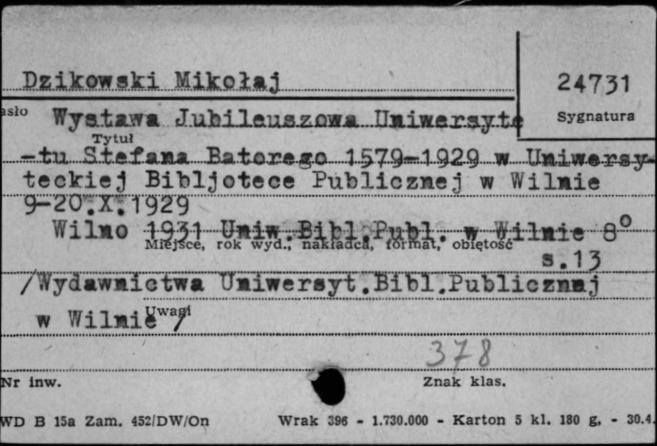 Dzikowski Mikołaj
24731
asło
Sygnatura
Wystawa Jubileuszowa Uniwersyte
Tytuł
-tu Stefana Batorego 1579-1929 w Uniwersy-
teckiej Bibljotece Publicznej w Wilnie
9-20.X.1929
Wilno 1931 Uniw.Bibl.Publ. w Wilnie 8°
Miejsce, rok wyd., nakładca, format, objętość
s.13
/Wydawnictwa Uniwersyt.Bibl.Publicznaj
w Wilnie /
Uwagi
378
Nr inw.
Znak klas.
WD B 15a Zam. 452/DW/On
Wrak 396 - 1.730.000 - Karton 5 kl. 180 g. - 30.4.